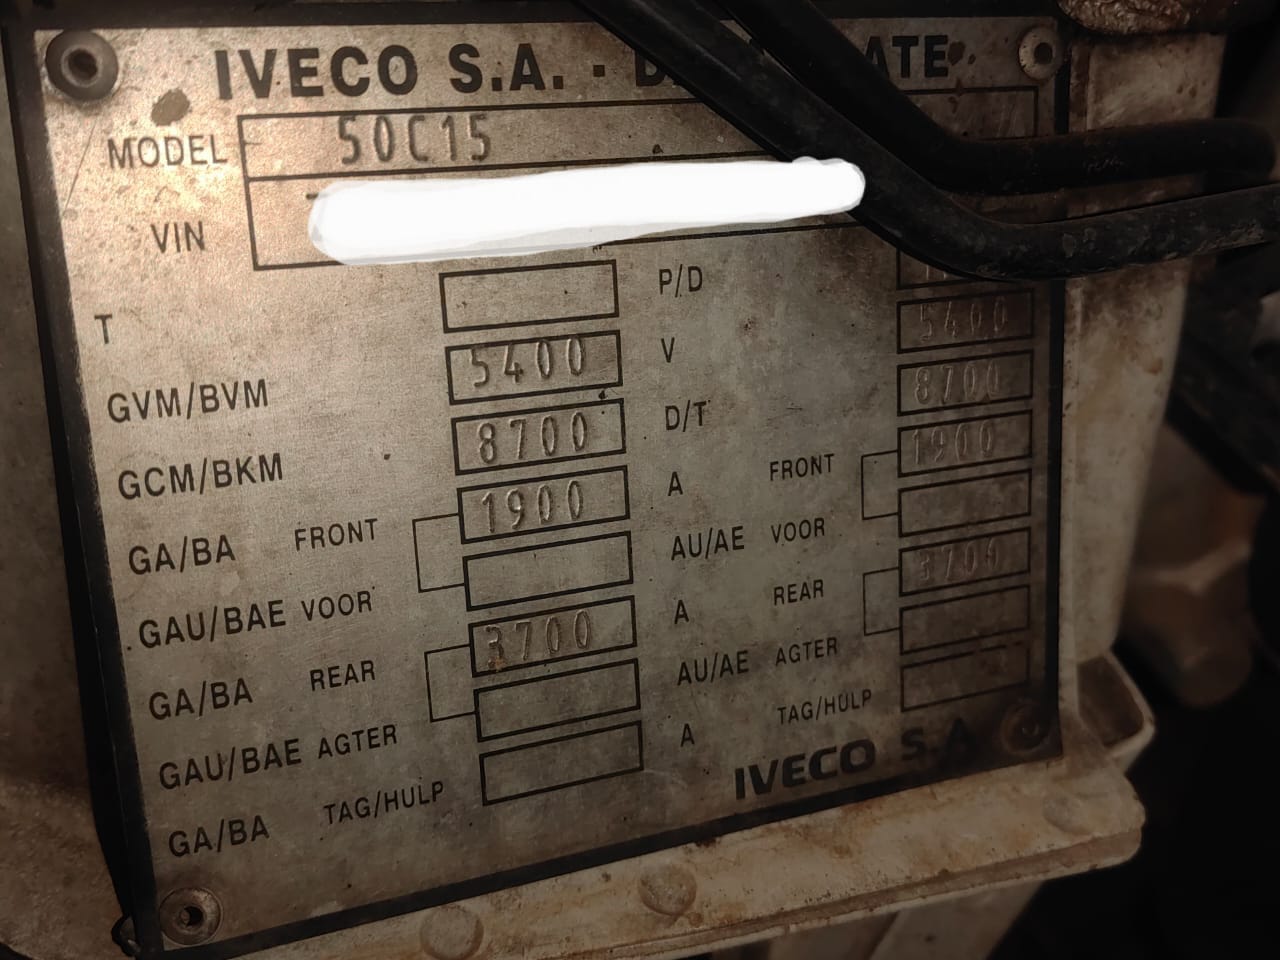 IVECO S.A. -
MODEL 50C15
VIN
T P/D
GVM/BVM 5400 V 5400
GCM/BKM 8700 D/T 8700
GA/BA FRONT 1900 A FRONT 1900
GAU/BAE VOOR AU/AE VOOR
GA/BA REAR 3700 A REAR 3700
GAU/BAE AGTER AU/AE AGTER
GA/BA TAG/HULP A TAG/HULP
IVECO S.A